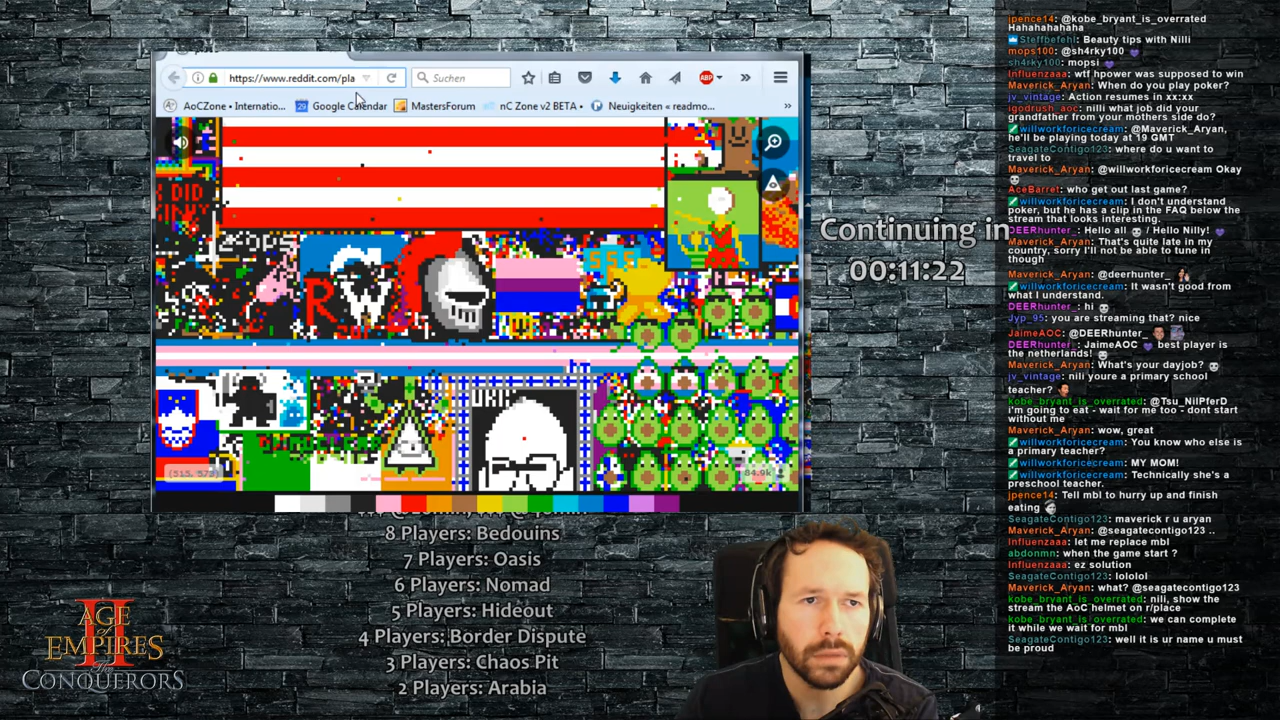 https://www.reddit.com/pla
Suchen
ABP
AoCZone • Internatio...
29 Google Calendar
MastersForum
nC Zone v2 BETA •
Neuigkeiten « readmo...
»
I DID
(515, 573)
84.9k
Continuing in
00:11:22
8 Players: Bedouins
7 Players: Oasis
6 Players: Nomad
5 Players: Hideout
4 Players: Border Dispute
3 Players: Chaos Pit
2 Players: Arabia
II
AGE
of
EMPIRES
The
CONQUERORS
jpence14: @kobe_bryant_is_overrated
Hahahahahaha
Steffbefehl: Beauty tips with Nilli
mops100: @sh4rky100
sh4rky100: mopsi
Influenzaaa: wtf hpower was supposed to win
Maverick_Aryan: When do you play poker?
jv_vintage: Action resumes in xx:xx
igodrush_aoc: nilli what job did your
grandfather from your mothers side do?
willworkforicecream: @Maverick_Aryan,
he'll be playing today at 19 GMT
SeagateContigo123: where do u want to
travel to
Maverick_Aryan: @willworkforicecream Okay
AceBarret: who get out last game?
willworkforicecream: I don't understand
poker, but he has a clip in the FAQ below the
stream that looks interesting.
DEERhunter_: Hello all / Hello Nilly!
Maverick_Aryan: That's quite late in my
country, sorry I'll not be able to tune in
though
Maverick_Aryan: @deerhunter_
willworkforicecream: It wasn't good from
what I understand.
DEERhunter_: hi
Jyp_95: you are streaming that? nice
JaimeAOC: @DEERhunter_
DEERhunter_: JaimeAOC best player is
the netherlands!
Maverick_Aryan: What's your dayjob?
jv_vintage: nili youre a primary school
teacher?
kobe_bryant_is_overrated: @Tsu_NilPferD
i'm going to eat - wait for me too - dont start
without me
Maverick_Aryan: wow, great
willworkforicecream: You know who else is
a primary teacher?
willworkforicecream: MY MOM!
willworkforicecream: Technically she's a
preschool teacher.
jpence14: Tell mbl to hurry up and finish
eating
SeagateContigo123: maverick r u aryan
Maverick_Aryan: @seagatecontigo123 ..
Influenzaaa: let me replace mbl
abdonmn: when the game start ?
Influenzaaa: ez solution
SeagateContigo123: lololol
Maverick_Aryan: what? @seagatecontigo123
kobe_bryant_is_overrated: nili, show the
stream the AoC helmet on r/place
kobe_bryant_is_overrated: we can complete
it while we wait for mbl
SeagateContigo123: well it is ur name u must
be proud